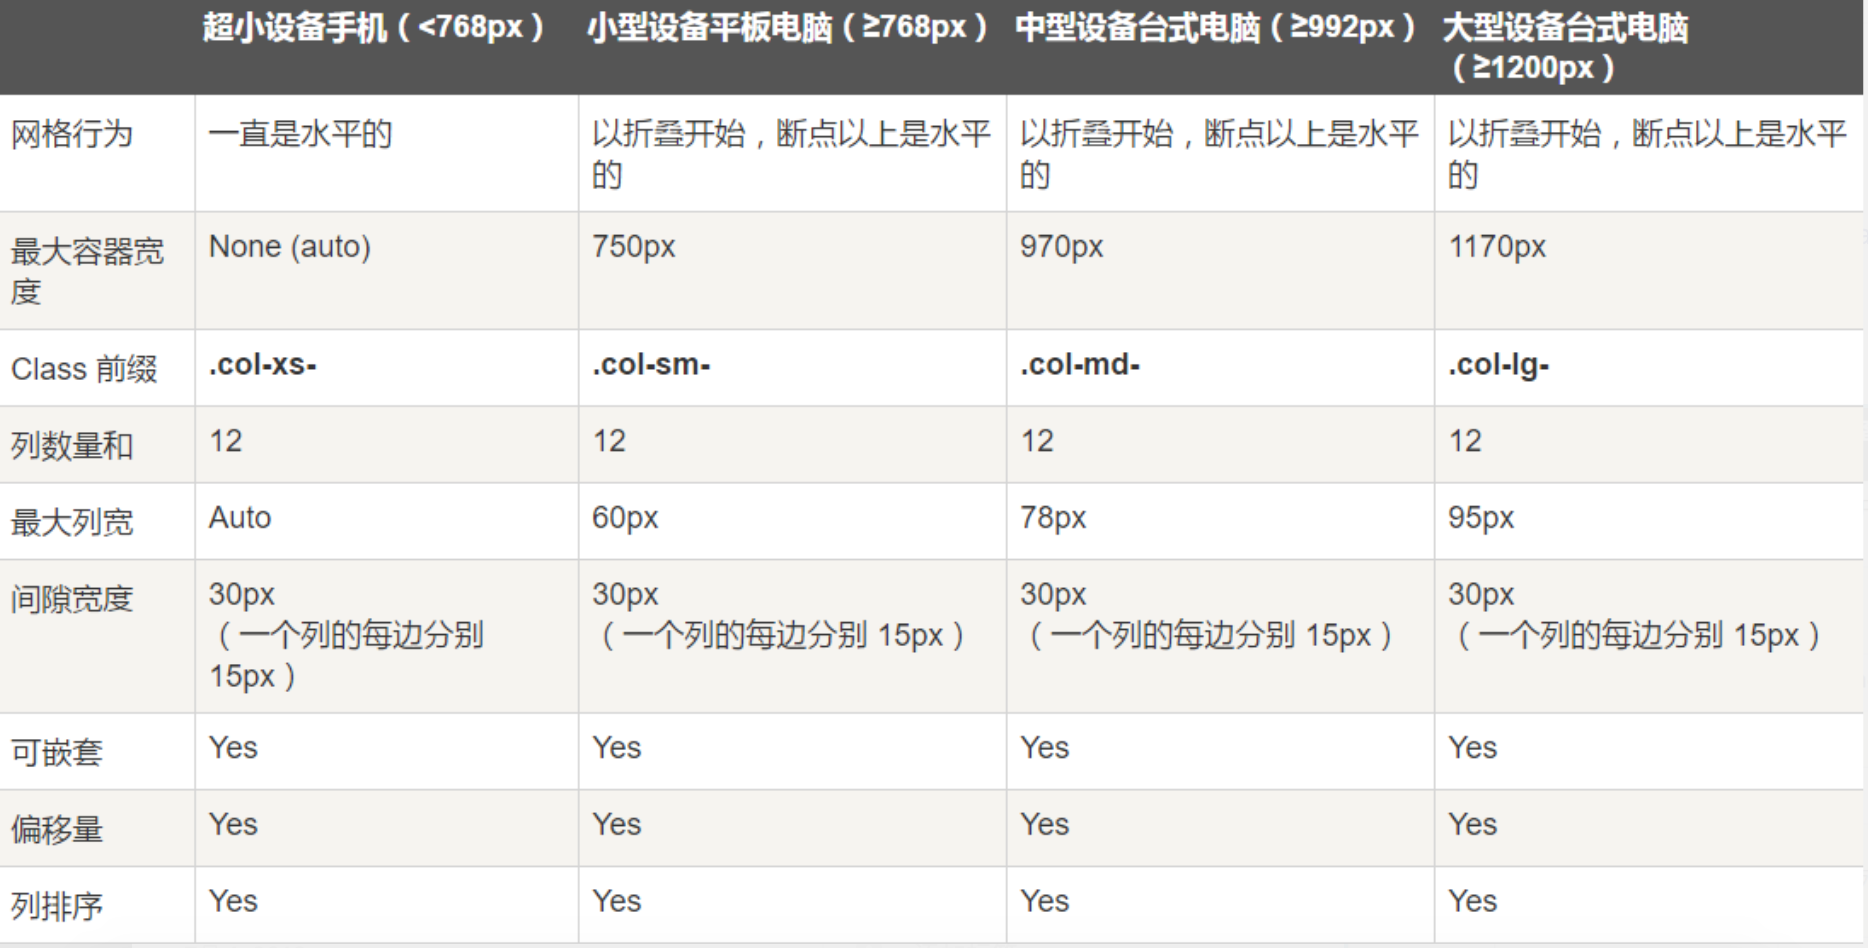 超小设备手机（<768px） 小型设备平板电脑（≥768px） 中型设备台式电脑（≥992px） 大型设备台式电脑
（≥1200px）
网格行为 一直是水平的 以折叠开始，断点以上是水平 以折叠开始，断点以上是水平 以折叠开始，断点以上是水平
的 的 的
最大容器宽 None (auto) 750px 970px 1170px
度
Class 前缀 .col-xs- .col-sm- .col-md- .col-lg-
列数量和 12 12 12 12
最大列宽 Auto 60px 78px 95px
间隙宽度 30px 30px 30px 30px
（一个列的每边分别 （一个列的每边分别 15px） （一个列的每边分别 15px） （一个列的每边分别 15px）
15px）
可嵌套 Yes Yes Yes Yes
偏移量 Yes Yes Yes Yes
列排序 Yes Yes Yes Yes